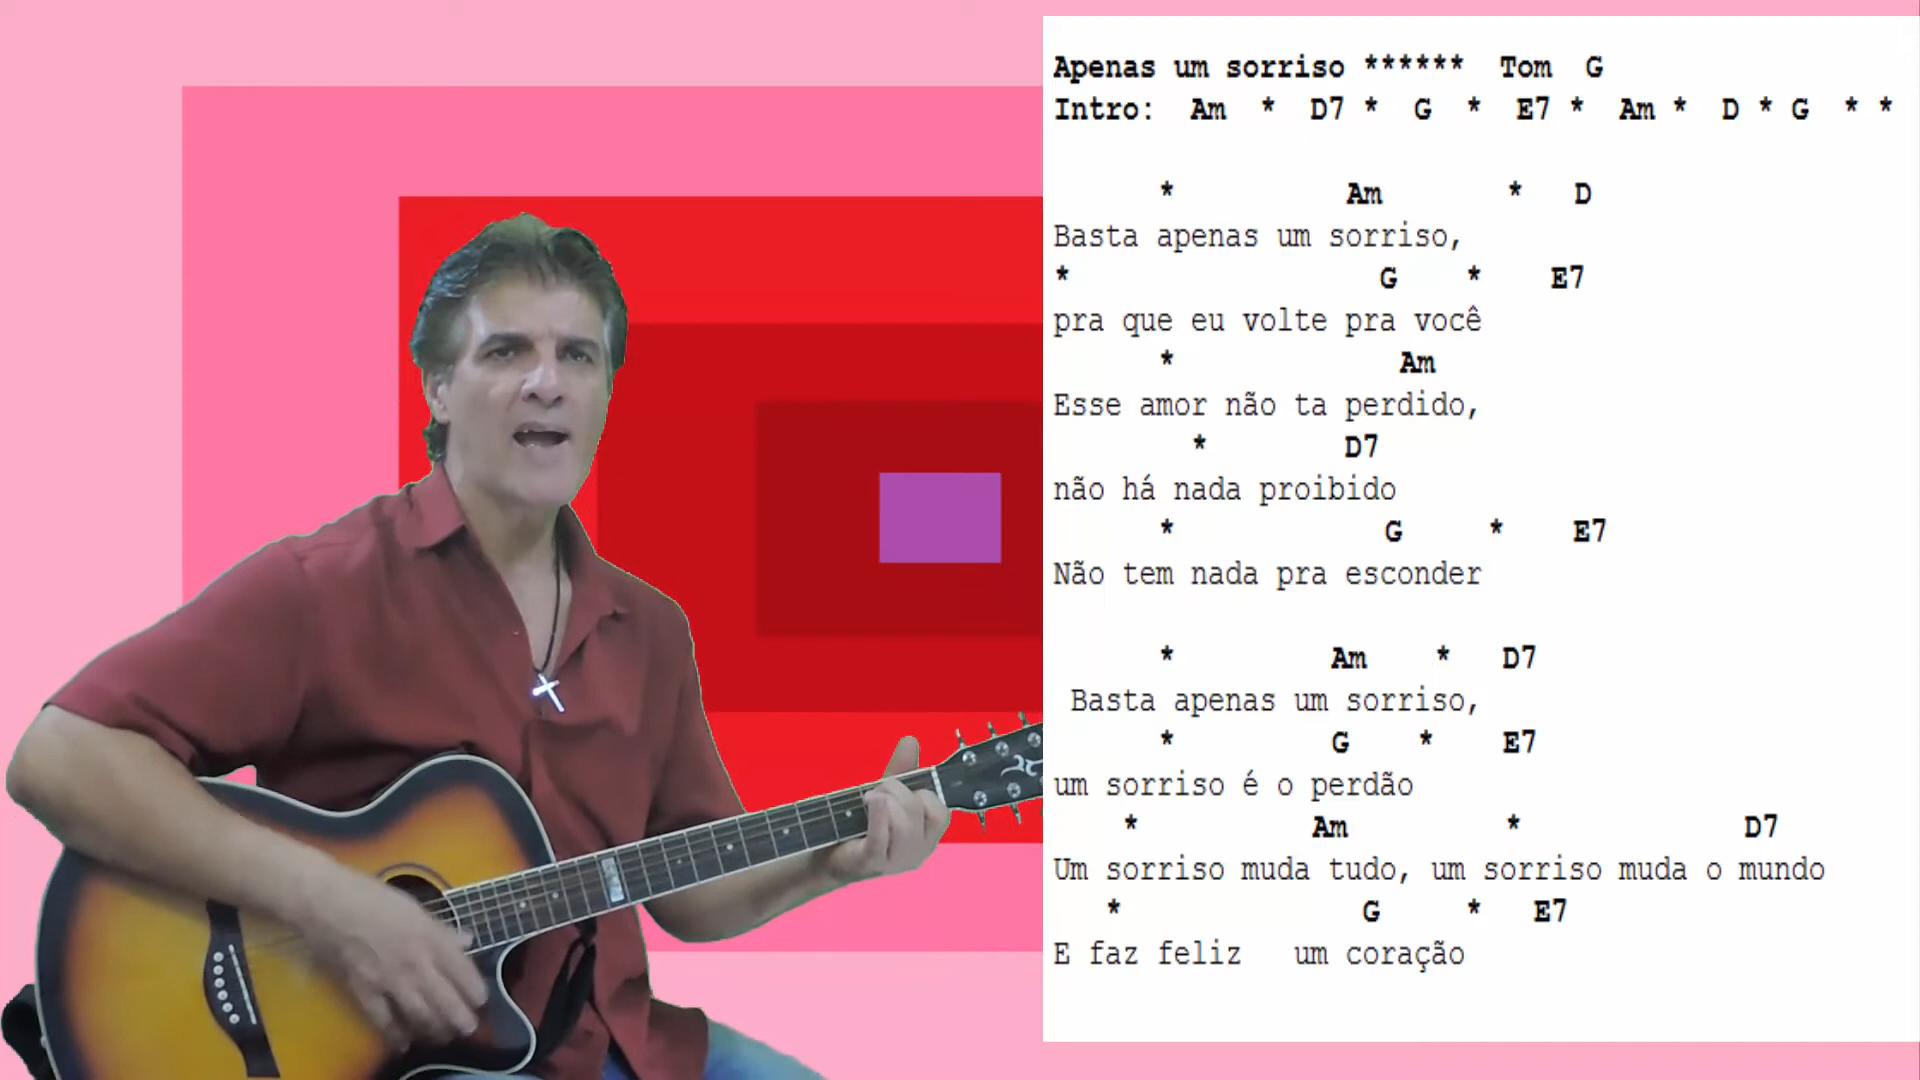 Apenas um sorriso ****** Tom G
Intro: Am * D7 * G * E7 * Am * D * G * *
* Am * D
Basta apenas um sorriso,
* G * E7
pra que eu volte pra você
* Am
Esse amor não ta perdido,
* D7
não há nada proibido
* G * E7
Não tem nada pra esconder
* Am * D7
Basta apenas um sorriso,
* G * E7
um sorriso é o perdão
* Am * D7
Um sorriso muda tudo, um sorriso muda o mundo
* G * E7
E faz feliz um coração